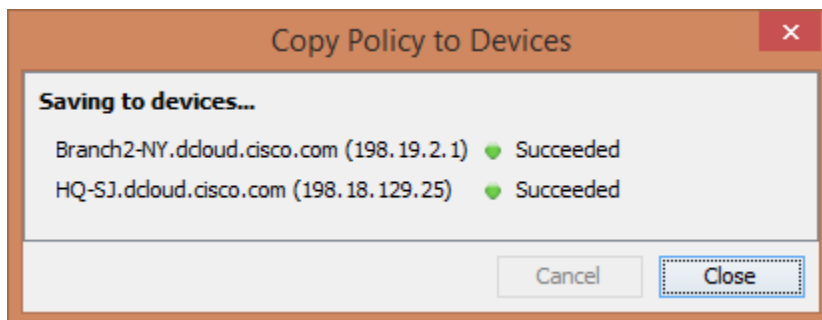 Copy Policy to Devices
Saving to devices...
Branch2-NY.dcloud.cisco.com (198.19.2.1) Succeeded
HQ-SJ.dcloud.cisco.com (198.18.129.25) Succeeded
Cancel Close